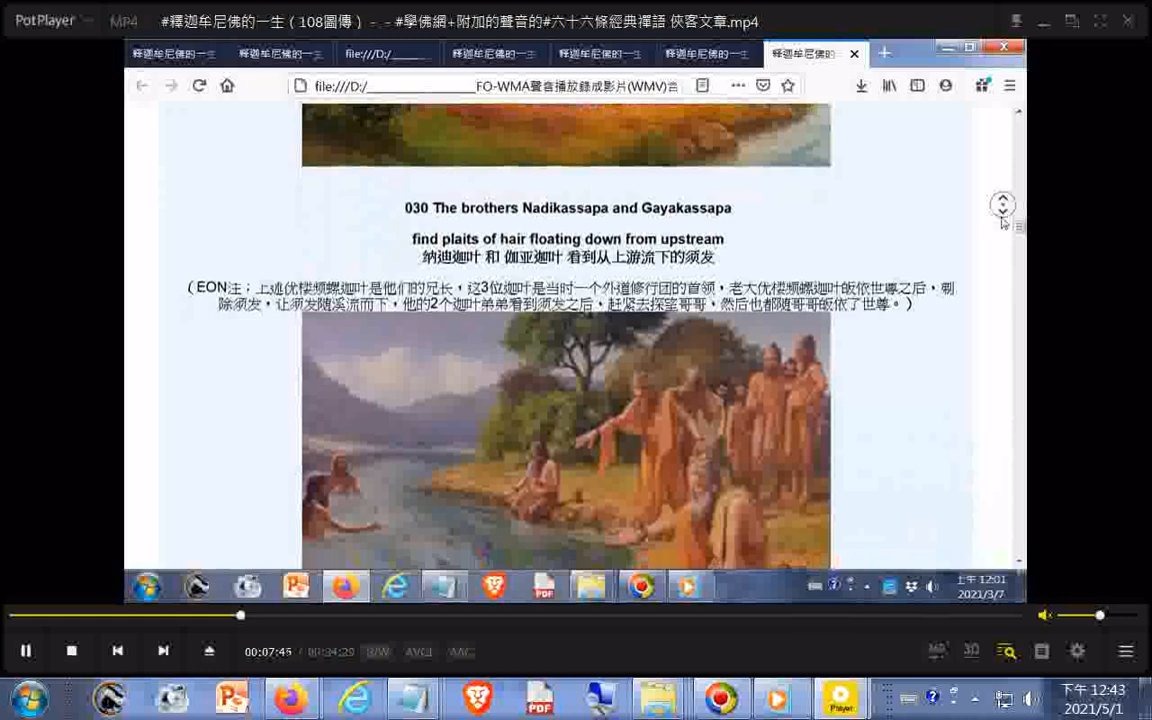 PotPlayer MP4 #釋迦牟尼佛的一生（108圖傳） - - #學佛網+附加的聲音的#六十六條經典禪語 俠客文章.mp4
释迦牟尼佛的一生 释迦牟尼佛的一生 file:///D:/______ 释迦牟尼佛的一生 释迦牟尼佛的一生 释迦牟尼佛的一生 释迦牟尼佛的-
file:///D:/__________________FO-WMA聲音播放錄成影片(WMV)
030 The brothers Nadikassapa and Gayakassapa
find plaits of hair floating down from upstream
纳迪迦叶 和 伽亚迦叶 看到从上游流下的须发
（EON注：上述优楼频螺迦叶是他们的兄长，这3位迦叶是当时一个外道修行团的首领，老大优楼频螺迦叶皈依世尊之后，剃
除须发，让须发随溪流而下，他的2个迦叶弟弟看到须发之后，赶紧去探望哥哥，然后也都随哥哥皈依了世尊。）
PDF
上午 12:01
2021/3/7
00:07:45 / 00:34:29 H/W AVC1 AAC
3D
PDF
Player
下午 12:43
2021/5/1